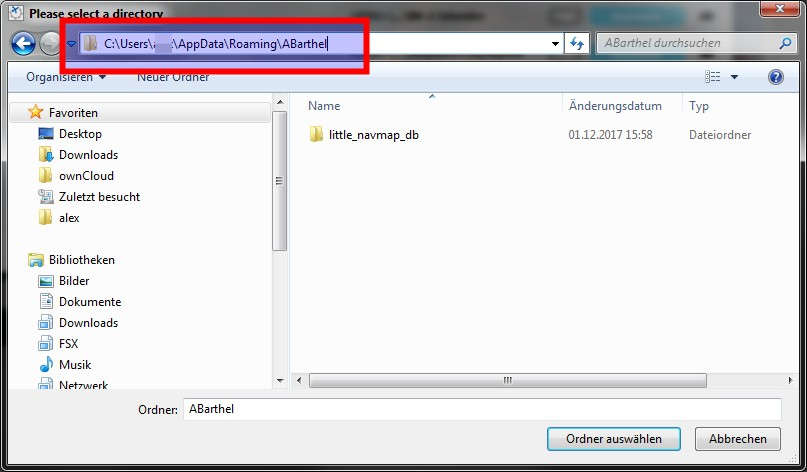 Please select a directory
C:\Users\ \AppData\Roaming\ABarthel
ABarthel durchsuchen
Organisieren
Neuer Ordner
Favoriten
Desktop
Downloads
ownCloud
Zuletzt besucht
alex
Bibliotheken
Bilder
Dokumente
Downloads
FSX
Musik
Netzwerk
Name Änderungsdatum Typ
little_navmap_db 01.12.2017 15:58 Dateiordner
Ordner: ABarthel
Ordner auswählen Abbrechen